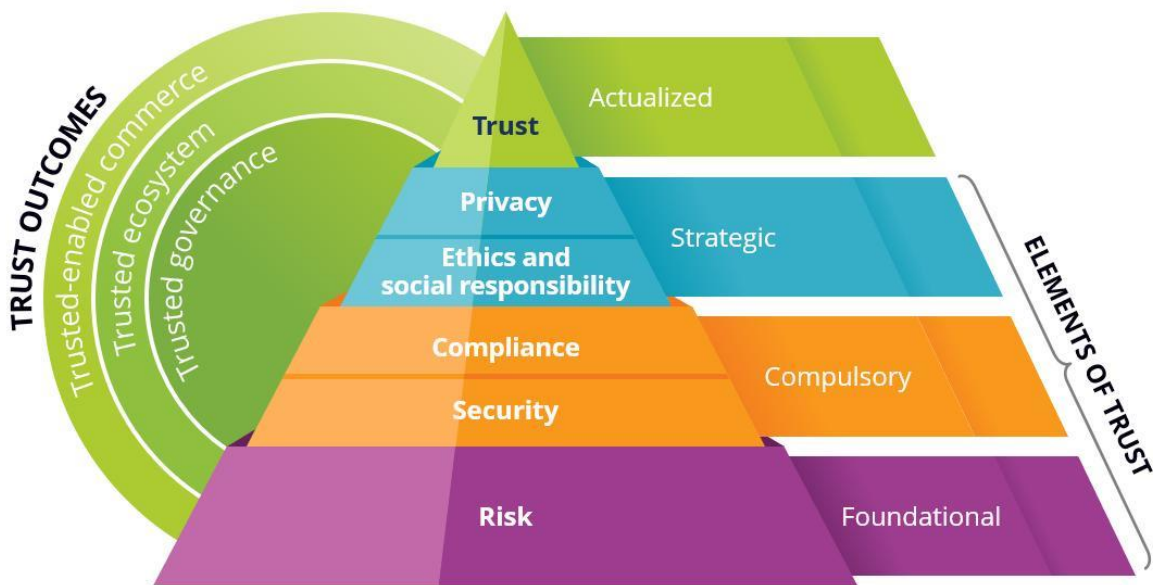 TRUST OUTCOMES
Trusted-enabled commerce
Trusted ecosystem
Trusted governance
Trust
Actualized
Privacy
Ethics and
social responsibility
Strategic
Compliance
Security
Compulsory
Risk
Foundational
ELEMENTS OF TRUST